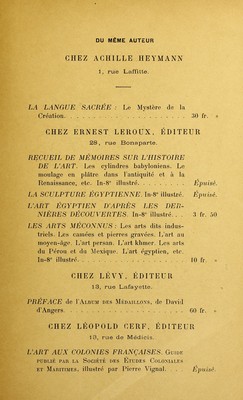 DU MÊME AUTEUR
CHEZ ACHILLE HEYMANN
1, rue Laffitte.
LA LANGUE SACRÉE : Le Mystère de la
Création. . . . . . . . . . 30 fr. »
CHEZ ERNEST LEROUX, ÉDITEUR
28, rue Bonaparte.
RECUEIL DE MÉMOIRES SUR L'HISTOIRE
DE L'ART. Les cylindres babyloniens. Le
moulage en plâtre dans l'antiquité et à la
Renaissance, etc. In-8° illustré. . . . . . . Épuisé.
LA SCULPTURE ÉGYPTIENNE. In-8° illustré. Épuisé.
L'ART ÉGYPTIEN D'APRÈS LES DER-
NIÈRES DÉCOUVERTES. In-8° illustré . . 3 fr. 50
LES ARTS MÉCONNUS : Les arts dits indus-
triels. Les camées et pierres gravées. L'art au
moyen-âge. L'art persan. L'art khmer. Les arts
du Pérou et du Mexique. L'art égyptien, etc.
In-8° illustré. . . . . . . . . . 10 fr. »
CHEZ LÉVY, ÉDITEUR
13, rue Lafayette.
PRÉFACE de l'ALBUM DES MÉDAILLONS, de David
d'Angers. . . . . . . . . . 60 fr. »
CHEZ LÉOPOLD CERF, ÉDITEUR
13, rue de Médicis.
L'ART AUX COLONIES FRANÇAISES. GUIDE
PUBLIÉ PAR LA SOCIÉTÉ DES ÉTUDES COLONIALES
ET MARITIMES, illustré par Pierre Vignal. . . . Épuisé.